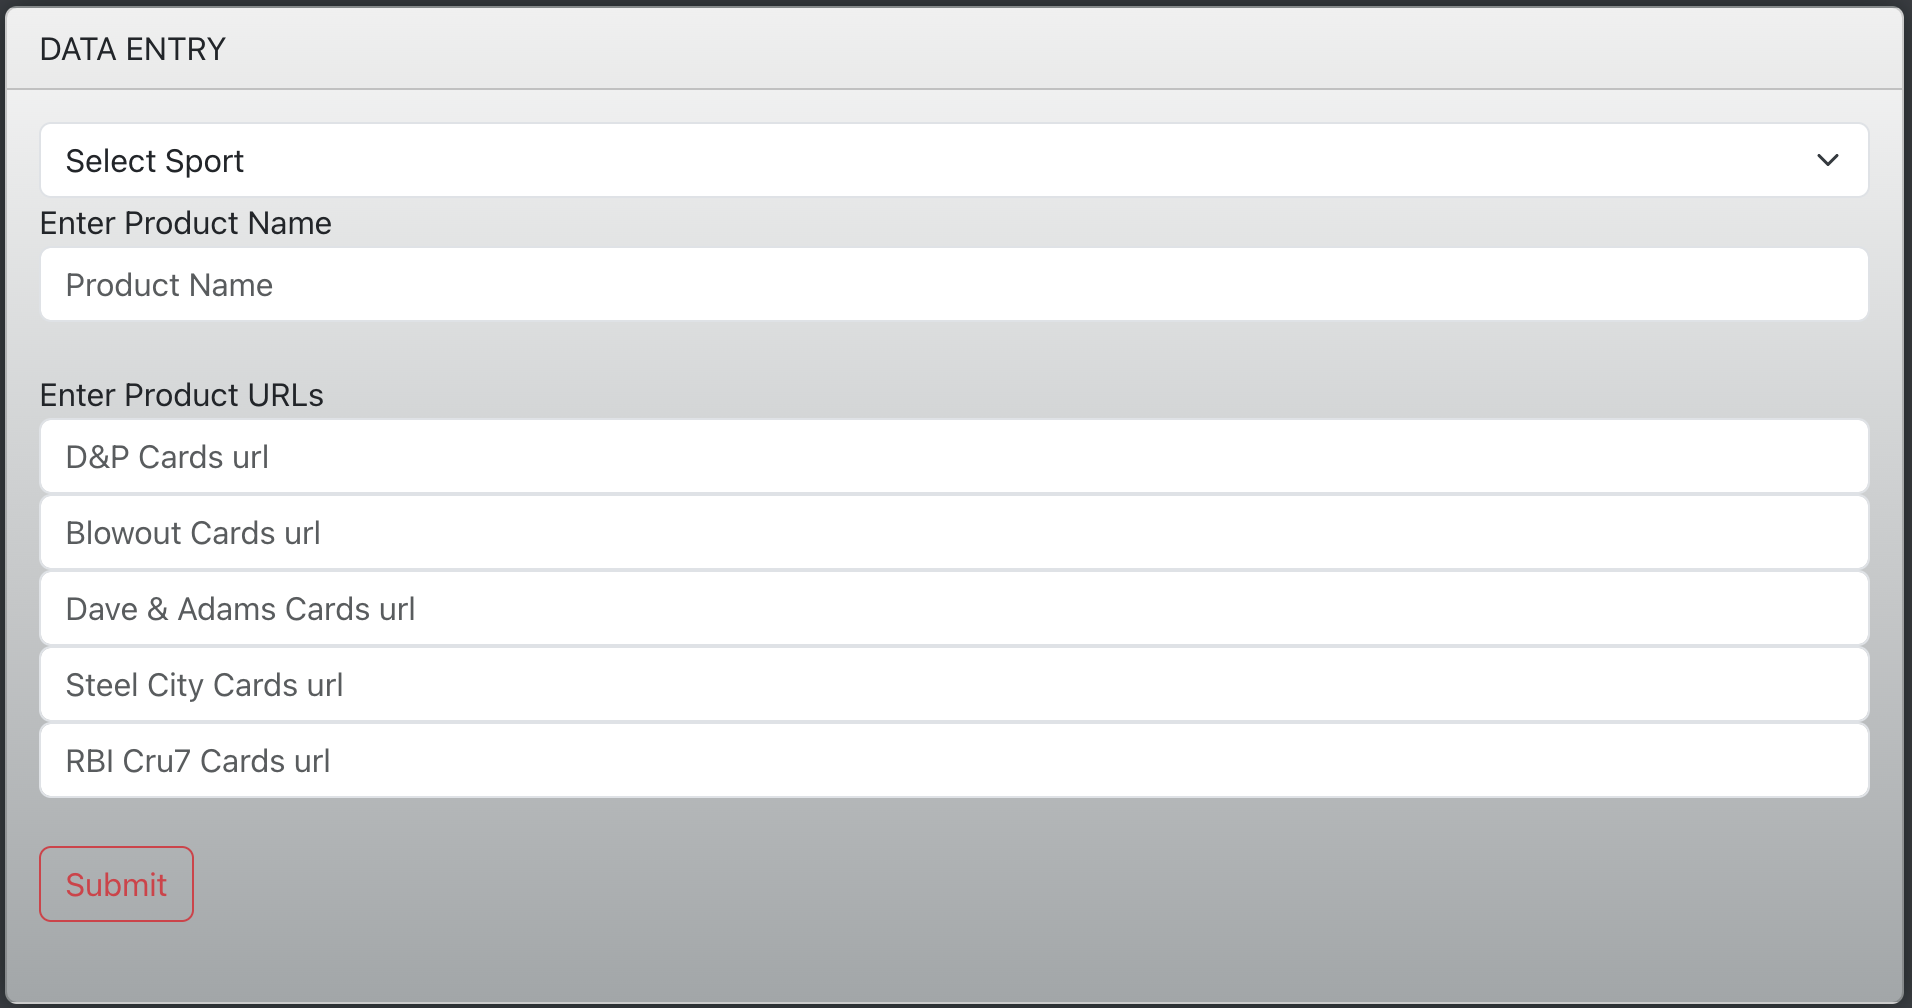 DATA ENTRY
Select Sport
Enter Product Name
Product Name
Enter Product URLs
D&P Cards url
Blowout Cards url
Dave & Adams Cards url
Steel City Cards url
RBI Cru7 Cards url
Submit